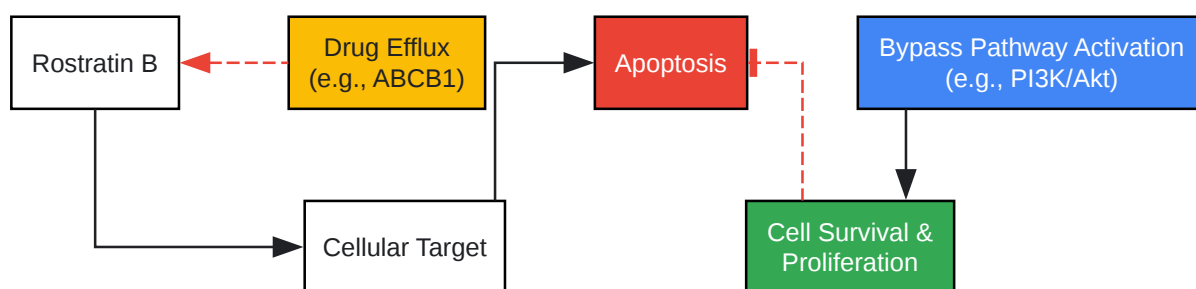 Rostratin B
Drug Efflux
(e.g., ABCB1)
Apoptosis
Bypass Pathway Activation
(e.g., PI3K/Akt)
Cellular Target
Cell Survival &
Proliferation